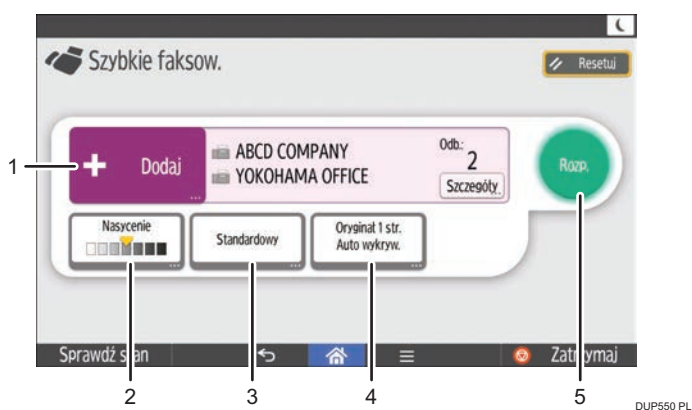 Szybkie faksow.
Resetuj
1
Dodaj
ABCD COMPANY
YOKOHAMA OFFICE
Odb.:
2
Szczegóły
Rozp.
Nasycenie
Standardowy
Oryginał 1 str.
Auto wykryw.
Sprawdź stan
Zatrzymaj
2
3
4
5
DUP550 PL